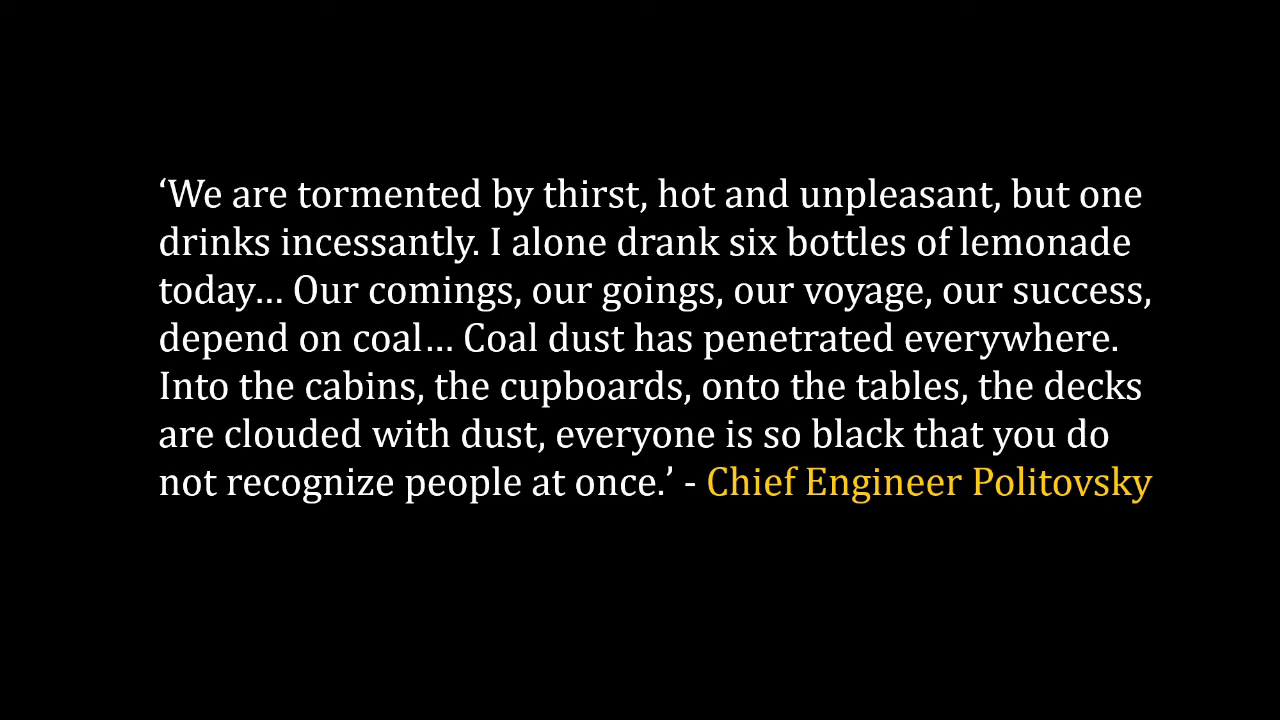 ‘We are tormented by thirst, hot and unpleasant, but one
drinks incessantly. I alone drank six bottles of lemonade
today… Our comings, our goings, our voyage, our success,
depend on coal… Coal dust has penetrated everywhere.
Into the cabins, the cupboards, onto the tables, the decks
are clouded with dust, everyone is so black that you do
not recognize people at once.’ - Chief Engineer Politovsky